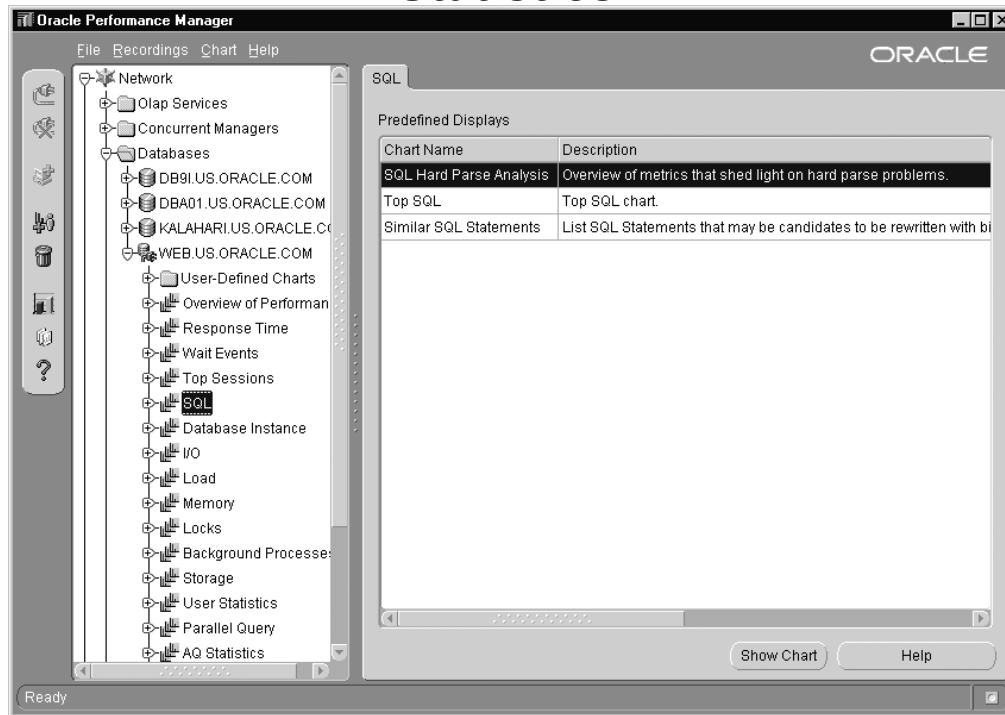 Oracle Performance Manager
File Recordings Chart Help
ORACLE
Network
Olap Services
Concurrent Managers
Databases
DB9I.US.ORACLE.COM
DBA01.US.ORACLE.COM
KALAHARI.US.ORACLE.C
WEB.US.ORACLE.COM
User-Defined Charts
Overview of Performan
Response Time
Wait Events
Top Sessions
SQL
Database Instance
I/O
Load
Memory
Locks
Background Processe
Storage
User Statistics
Parallel Query
AQ Statistics
SQL
Predefined Displays
Chart Name Description
SQL Hard Parse Analysis Overview of metrics that shed light on hard parse problems.
Top SQL Top SQL chart.
Similar SQL Statements List SQL Statements that may be candidates to be rewritten with bi
Show Chart Help
Ready